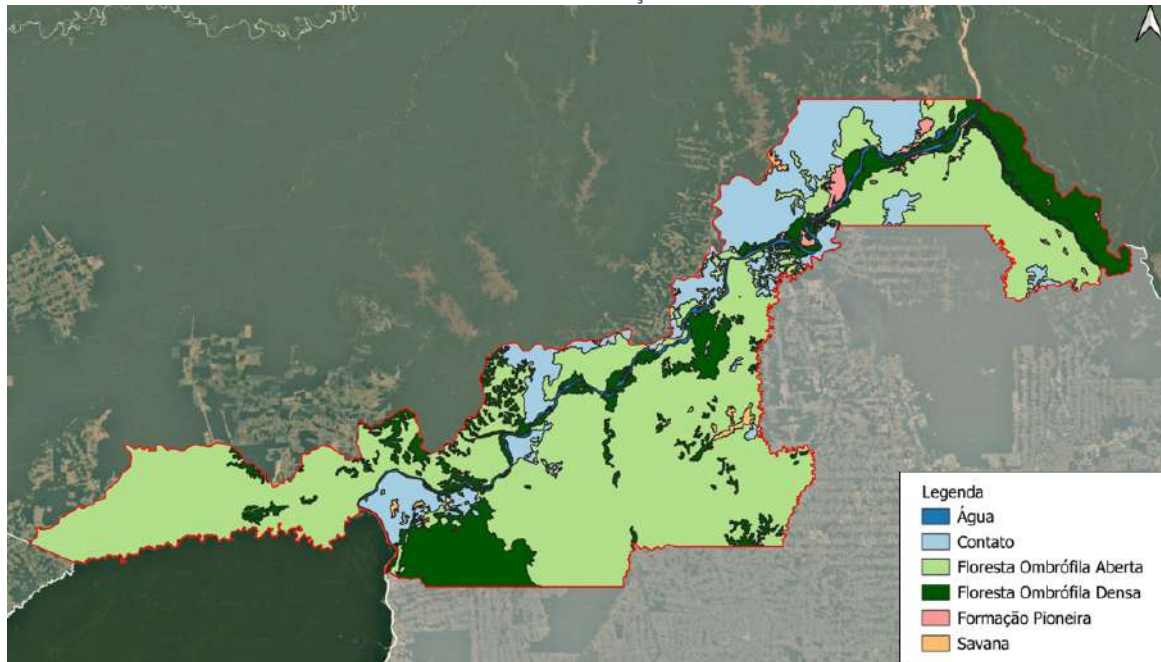 Legenda
Água
Contato
Floresta Ombrófila Aberta
Floresta Ombrófila Densa
Formação Pioneira
Savana